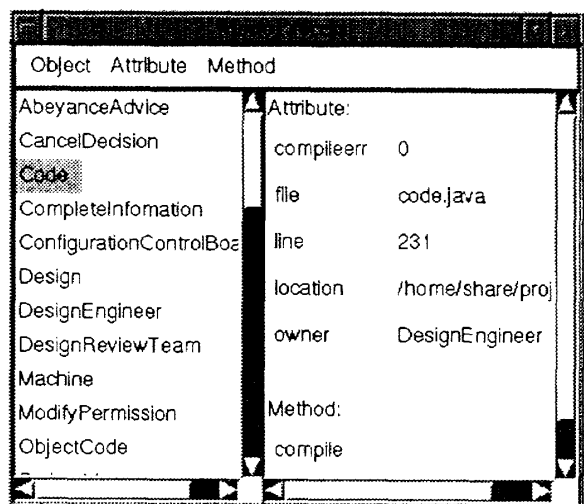 Object Attribute Method
AbeyanceAdvice
CancelDecision
Code
CompleteInfomation
ConfigurationControlBoa
Design
DesignEngineer
DesignReviewTeam
Machine
ModifyPermission
ObjectCode
Attribute:
compileerr 0
file code.java
line 231
location /home/share/proj
owner DesignEngineer
Method:
compile